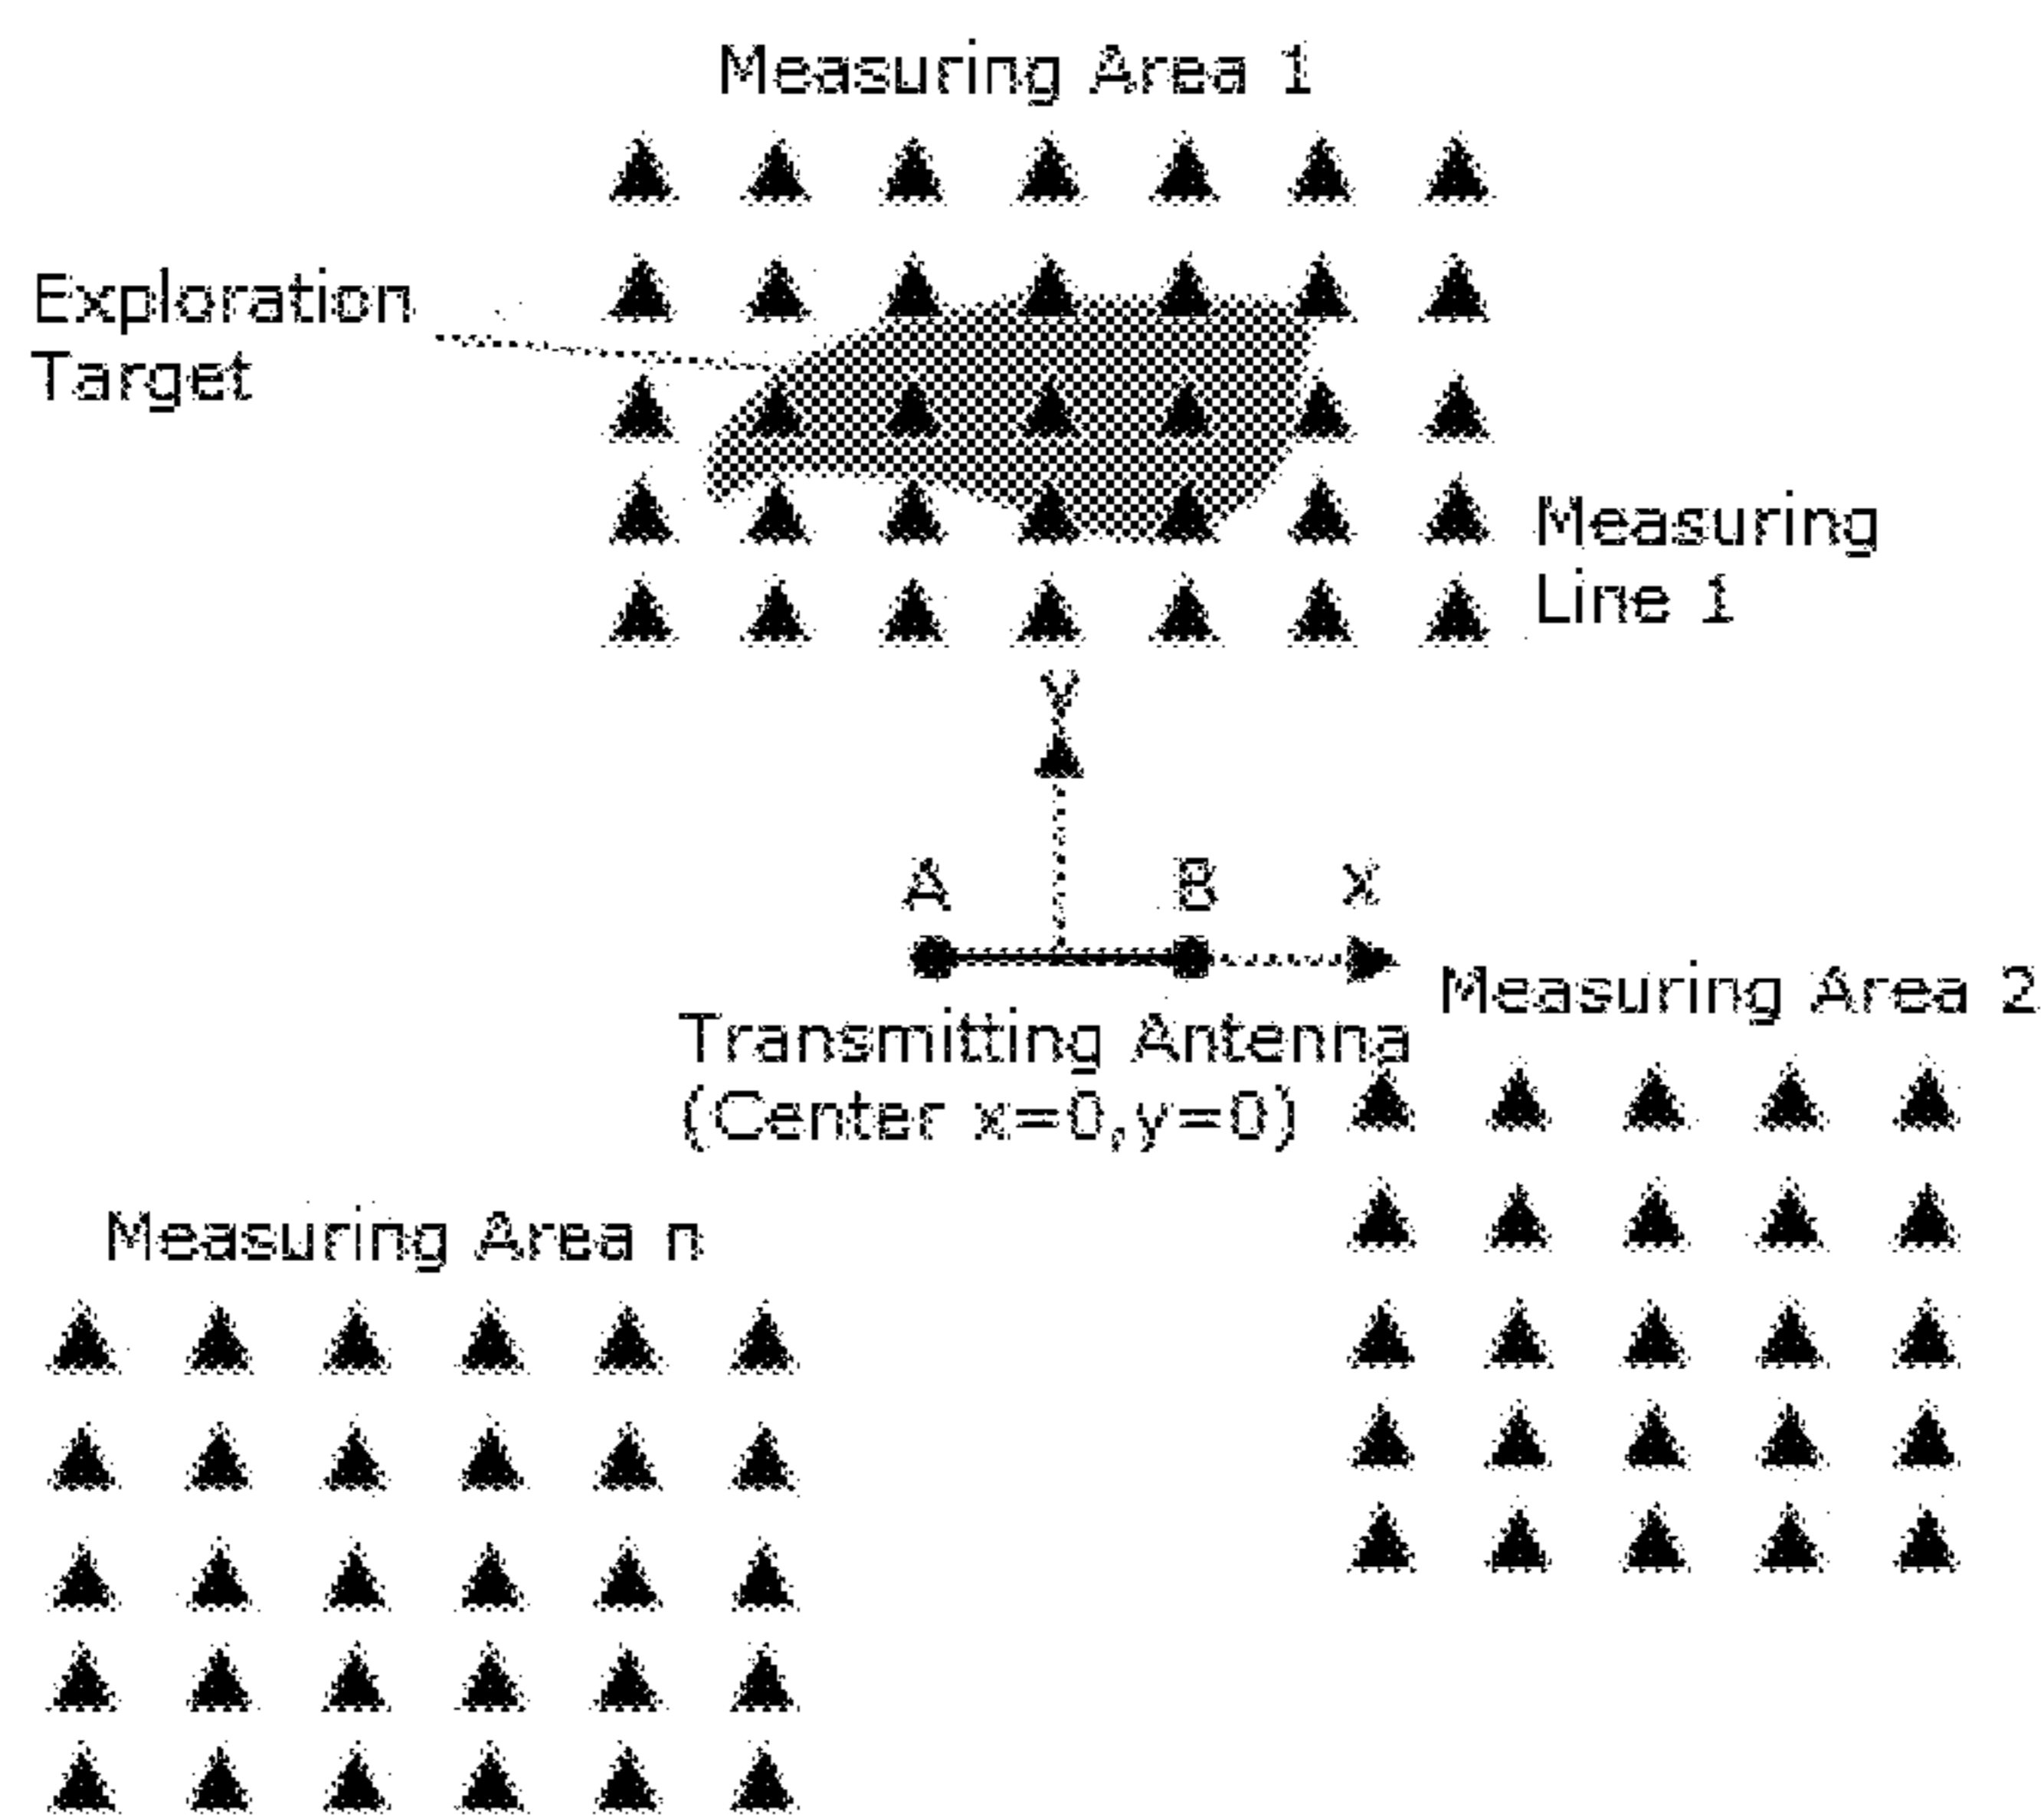 Measuring Area 1
Exploration
Target
Measuring
Line 1
Y
A B X
Transmitting Antenna
(Center x=0,y=0)
Measuring Area 2
Measuring Area n